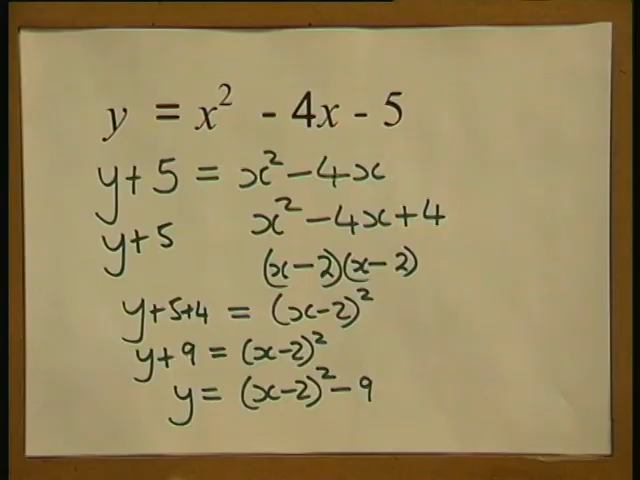 y = x² - 4x - 5
y + 5 = x² - 4x
y + 5 x² - 4x + 4
(x - 2)(x - 2)
y + 5 + 4 = (x - 2)²
y + 9 = (x - 2)²
y = (x - 2)² - 9